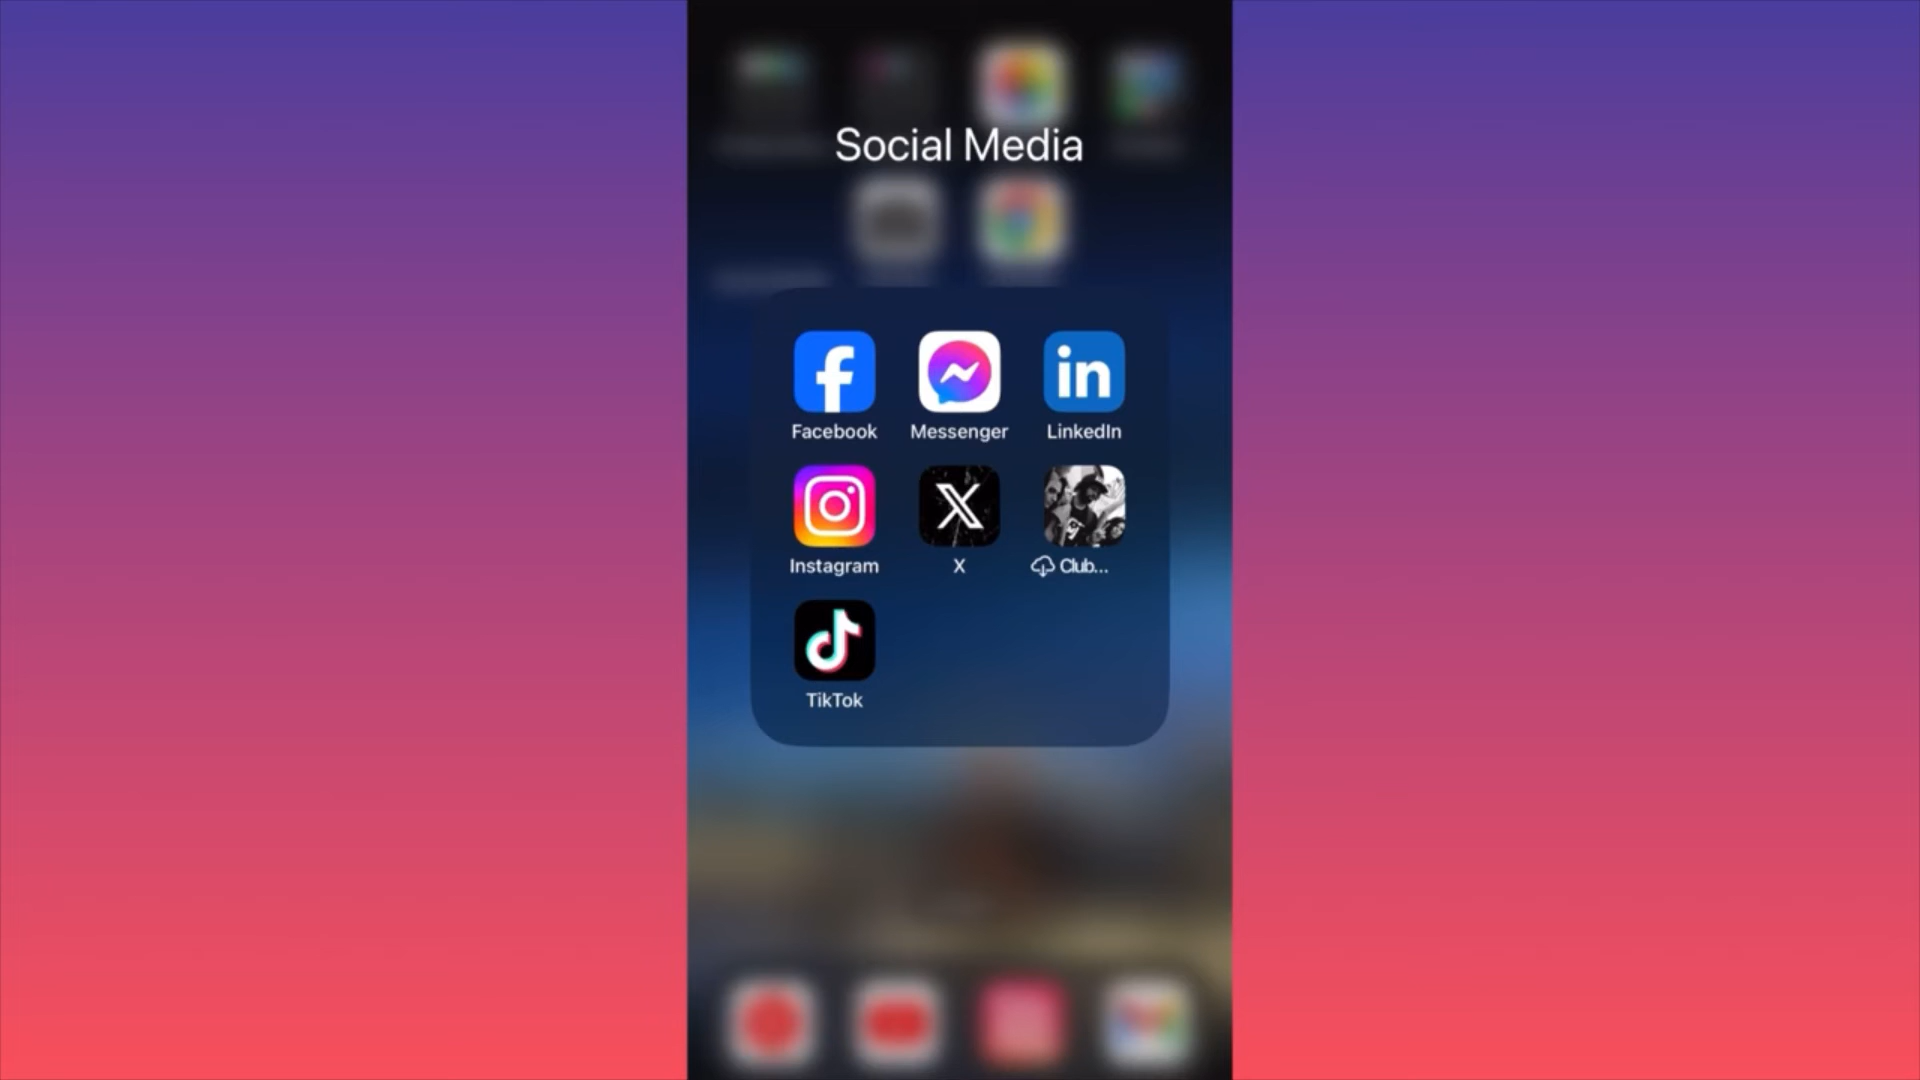 Social Media
Facebook Messenger LinkedIn
Instagram X Club...
TikTok